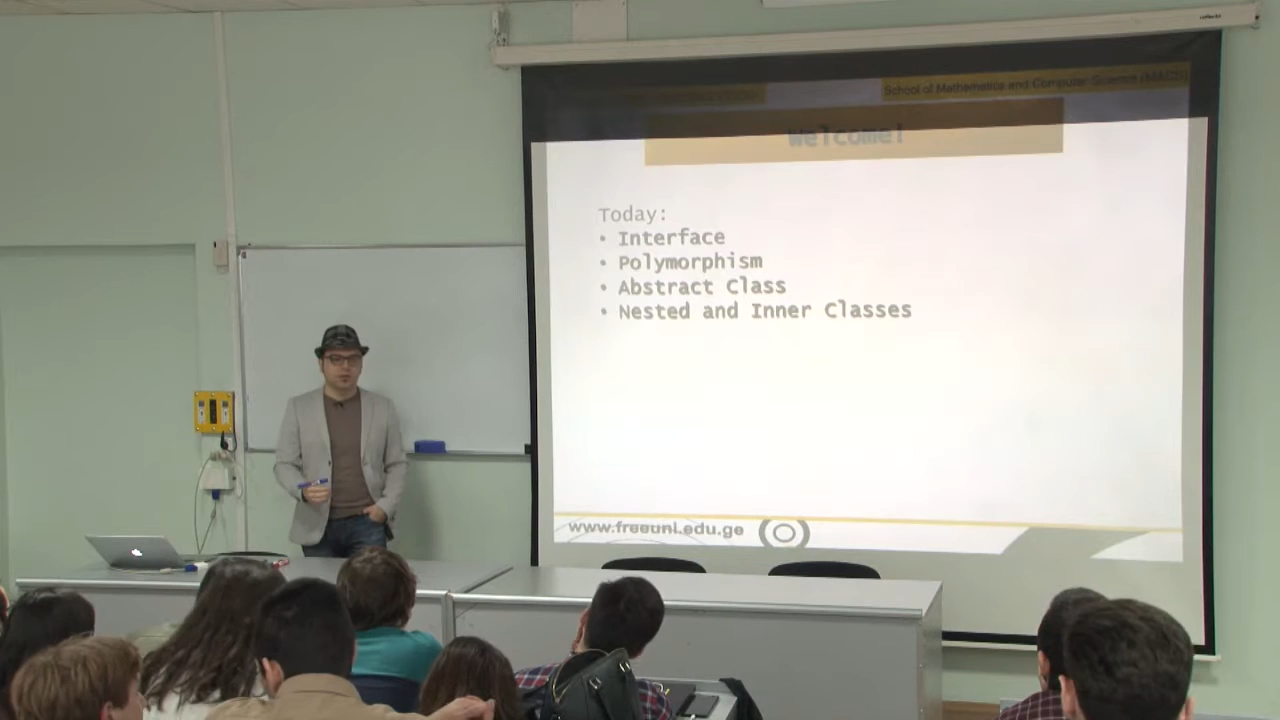 School of Mathematics and Computer Science (MACS)
Welcome!
Today:
• Interface
• Polymorphism
• Abstract Class
• Nested and Inner Classes
www.freeuni.edu.ge